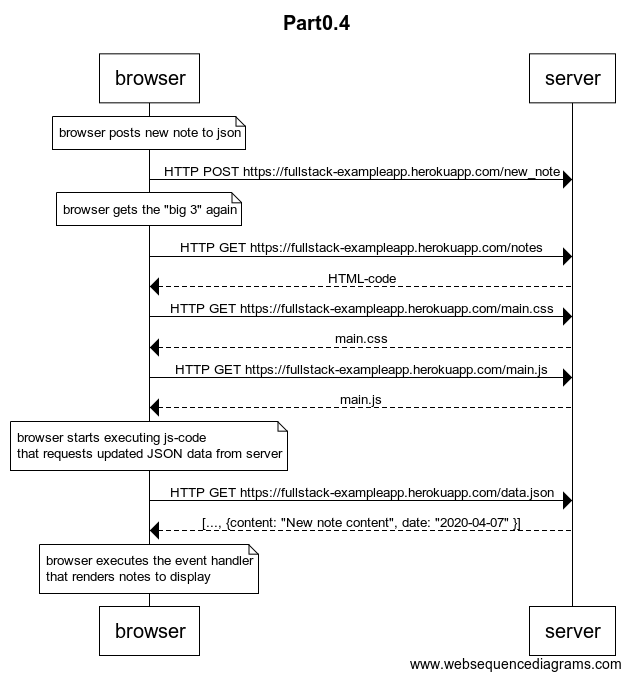 Part0.4
browser
server
browser posts new note to json
HTTP POST https://fullstack-exampleapp.herokuapp.com/new_note
browser gets the "big 3" again
HTTP GET https://fullstack-exampleapp.herokuapp.com/notes
HTML-code
HTTP GET https://fullstack-exampleapp.herokuapp.com/main.css
main.css
HTTP GET https://fullstack-exampleapp.herokuapp.com/main.js
main.js
browser starts executing js-code
that requests updated JSON data from server
HTTP GET https://fullstack-exampleapp.herokuapp.com/data.json
[..., {content: "New note content", date: "2020-04-07" }]
browser executes the event handler
that renders notes to display
browser
server
www.websequencediagrams.com